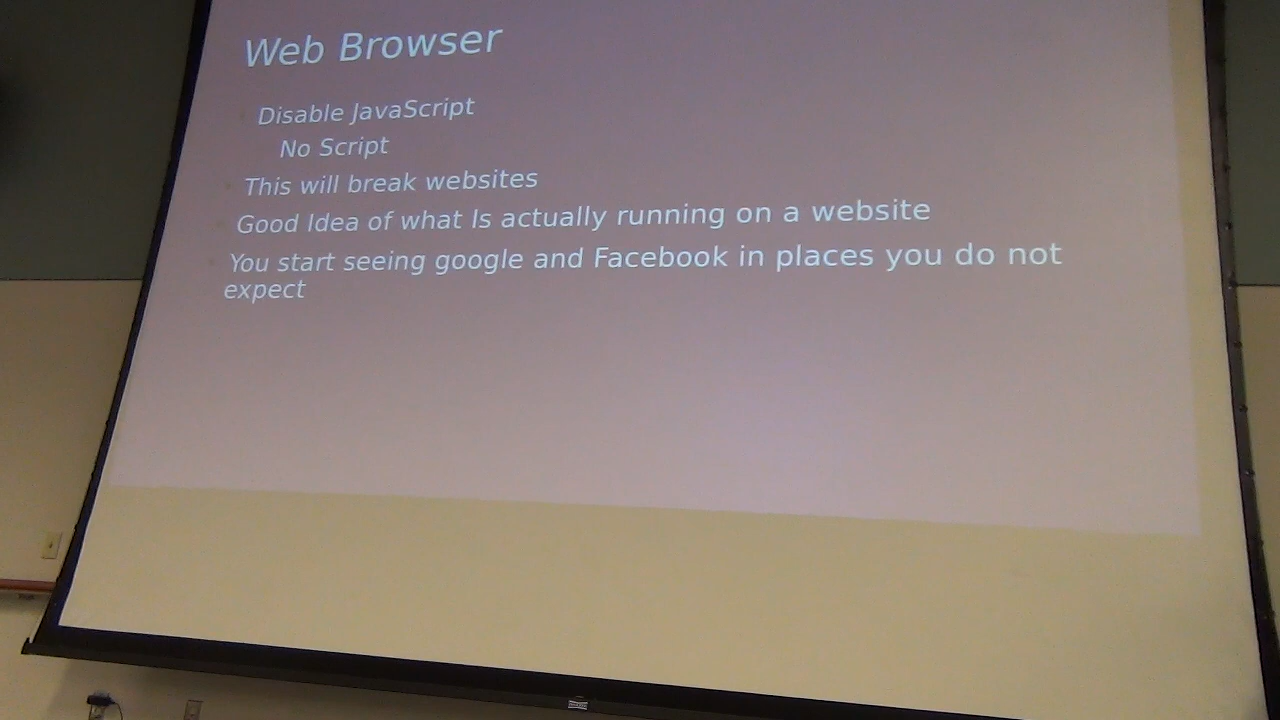 Web Browser
Disable JavaScript
No Script
This will break websites
Good Idea of what Is actually running on a website
You start seeing google and Facebook in places you do not
expect